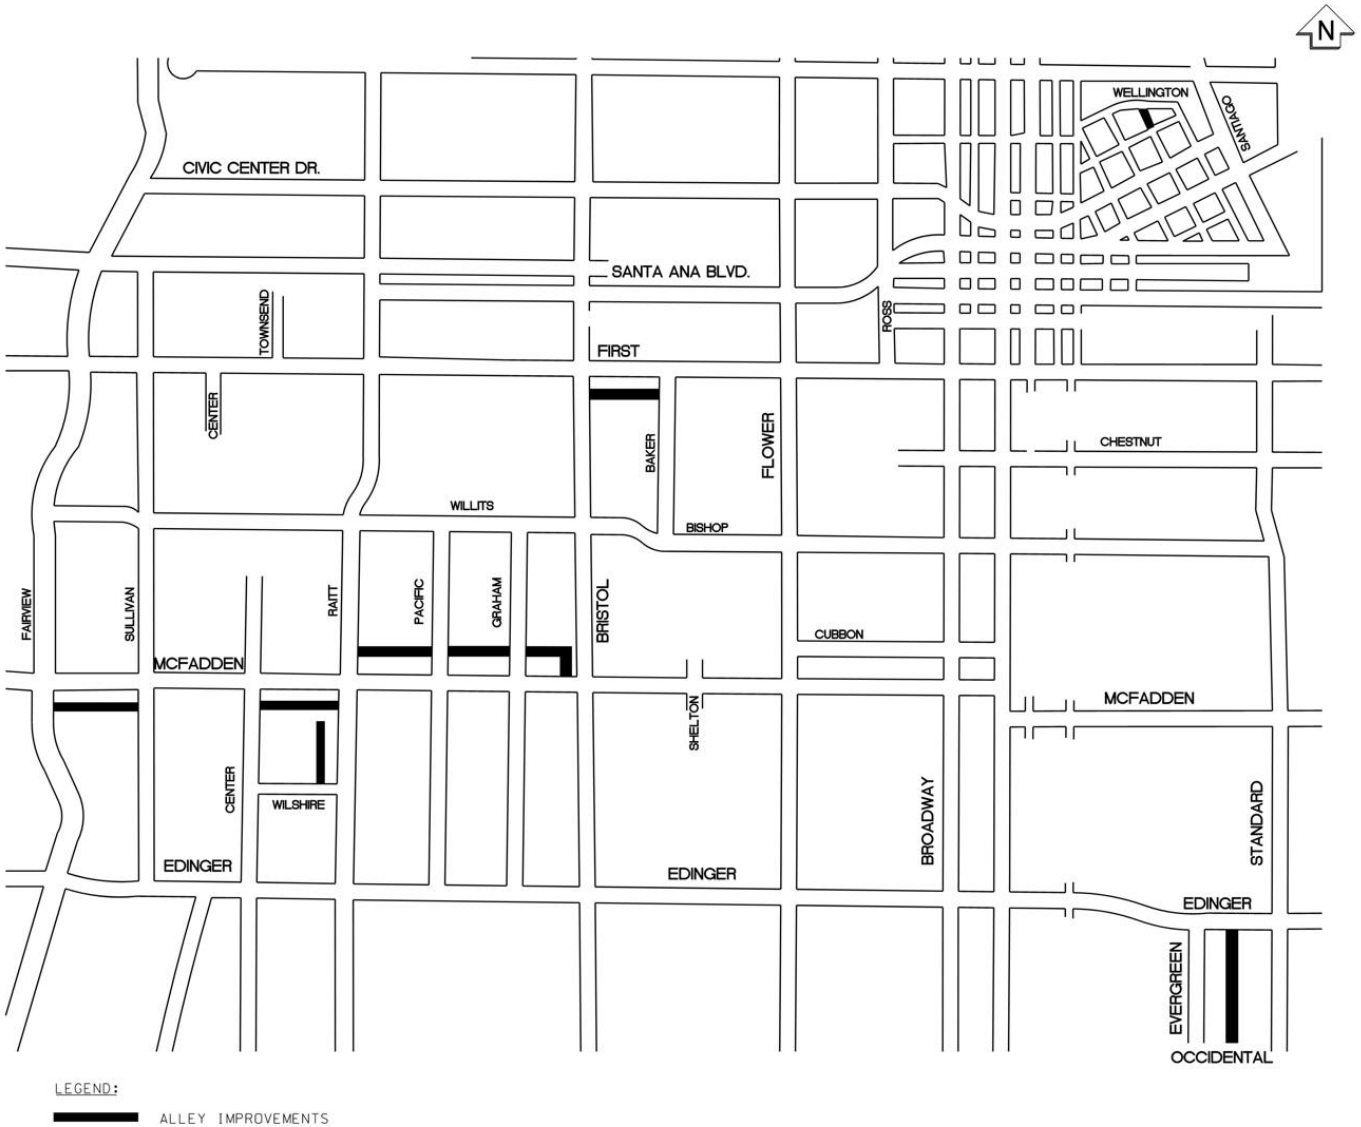 N
WELLINGTON
SANTIAGO
CIVIC CENTER DR.
SANTA ANA BLVD.
TOWNSEND
ROSS
FIRST
CENTER
BAKER
FLOWER
CHESTNUT
WILLITS
BISHOP
FAIRVIEW
SULLIVAN
RAITT
PACIFIC
GRAHAM
BRISTOL
CUBBON
MCFADDEN
SHELTON
MCFADDEN
CENTER
WILSHIRE
BROADWAY
STANDARD
EDINGER
EDINGER
EDINGER
EVERGREEN
OCCIDENTAL
LEGEND:
ALLEY IMPROVEMENTS